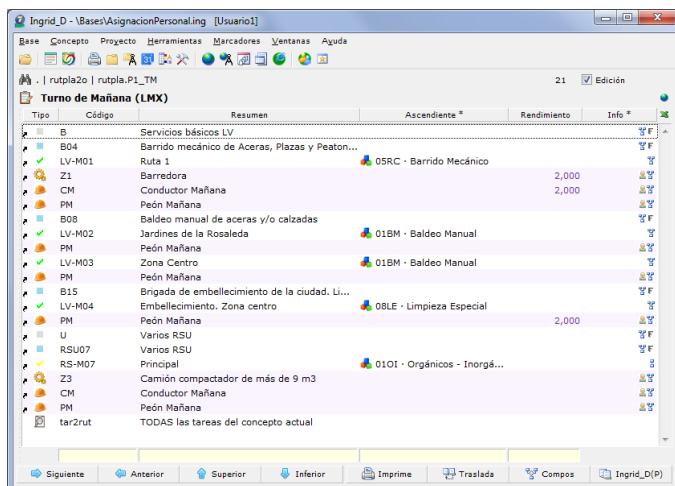 Ingrid_D - \Bases\AsignacionPersonal.ing [Usuario1]
Base Concepto Proyecto Herramientas Marcadores Ventanas Ayuda
. | rutpla2o | rutpla.P1_TM 21 Edición
Turno de Mañana (LMX)
Tipo Código Resumen Ascendiente * Rendimiento Info *
B Servicios básicos LV F
B04 Barrido mecánico de Aceras, Plazas y Peaton... F
LV-M01 Ruta 1 05RC · Barrido Mecánico
Z1 Barredora 2,000
CM Conductor Mañana 2,000
PM Peón Mañana
B08 Baldeo manual de aceras y/o calzadas F
LV-M02 Jardines de la Rosaleda 01BM · Baldeo Manual
PM Peón Mañana
LV-M03 Zona Centro 01BM · Baldeo Manual
PM Peón Mañana
B15 Brigada de embellecimiento de la ciudad. Li... F
LV-M04 Embellecimiento. Zona centro 08LE · Limpieza Especial
PM Peón Mañana 2,000
U Varios RSU F
RSU07 Varios RSU F
RS-M07 Principal 01OI · Orgánicos - Inorgá...
Z3 Camión compactador de más de 9 m3
CM Conductor Mañana
PM Peón Mañana
tar2rut TODAS las tareas del concepto actual
Siguiente Anterior Superior Inferior Imprime Traslada Compos Ingrid_D(P)